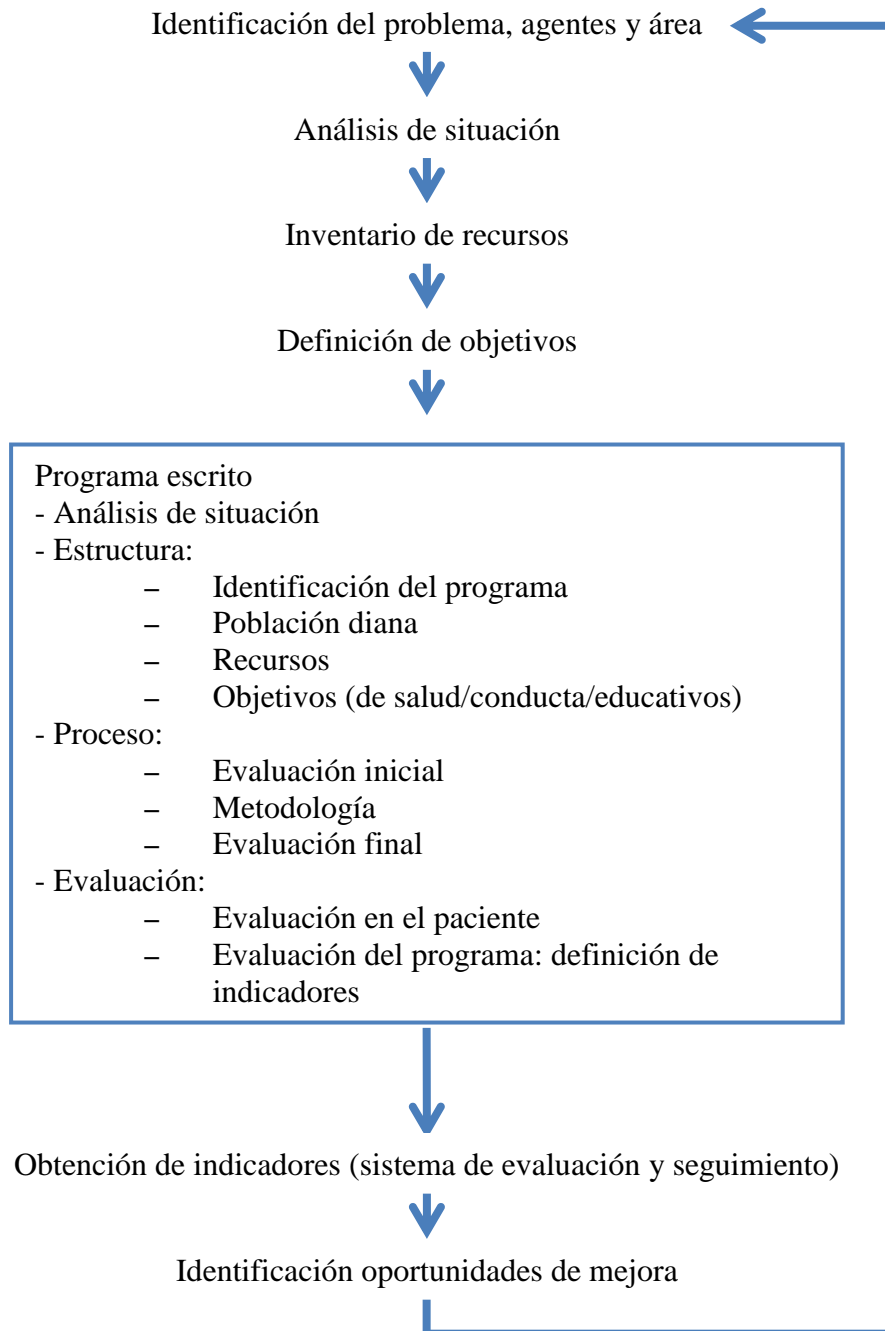 Identificación del problema, agentes y área
Análisis de situación
Inventario de recursos
Definición de objetivos
Programa escrito
- Análisis de situación
- Estructura:
– Identificación del programa
– Población diana
– Recursos
– Objetivos (de salud/conducta/educativos)
- Proceso:
– Evaluación inicial
– Metodología
– Evaluación final
- Evaluación:
– Evaluación en el paciente
– Evaluación del programa: definición de
indicadores
Obtención de indicadores (sistema de evaluación y seguimiento)
Identificación oportunidades de mejora